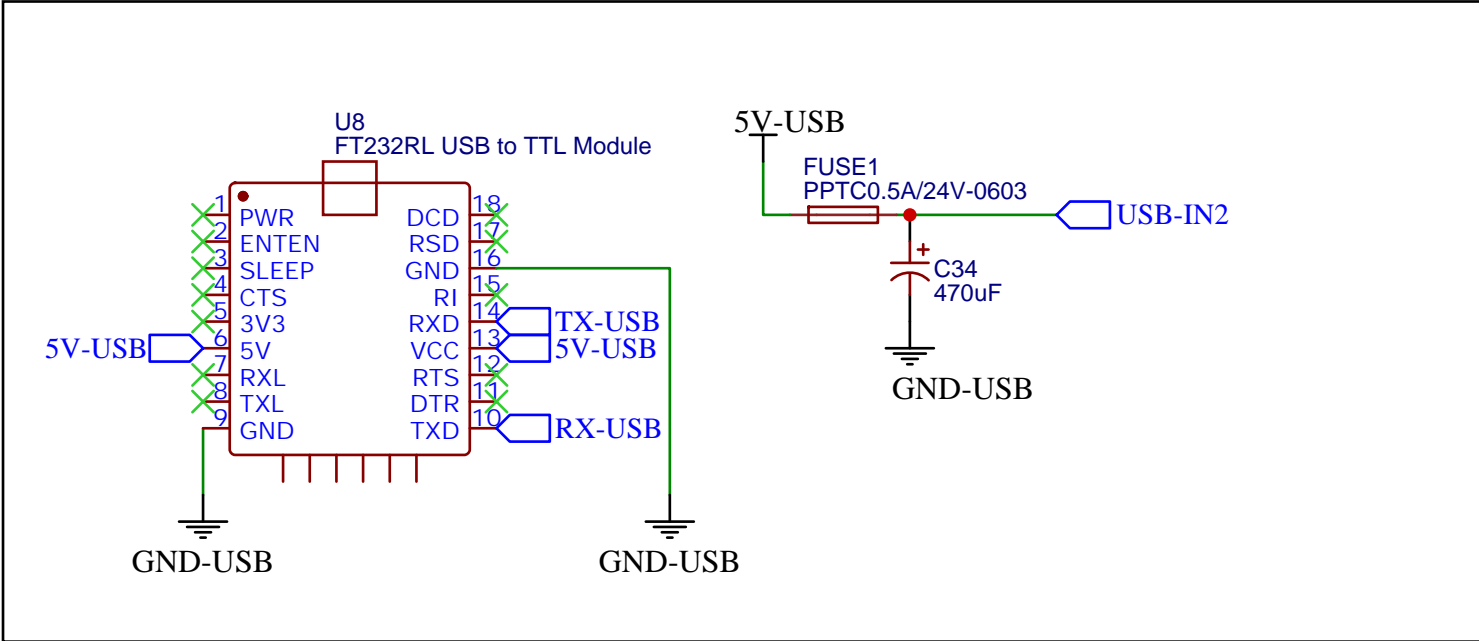 U8
FT232RL USB to TTL Module
1 PWR
2 ENTEN
3 SLEEP
4 CTS
5 3V3
5V-USB 6 5V
7 RXL
8 TXL
9 GND
DCD 18
RSD 17
GND 16
RI 15
RXD 14 TX-USB
VCC 13 5V-USB
RTS 12
DTR 11
TXD 10 RX-USB
GND-USB
GND-USB
5V-USB
FUSE1
PPTC0.5A/24V-0603
USB-IN2
+
C34
470uF
GND-USB